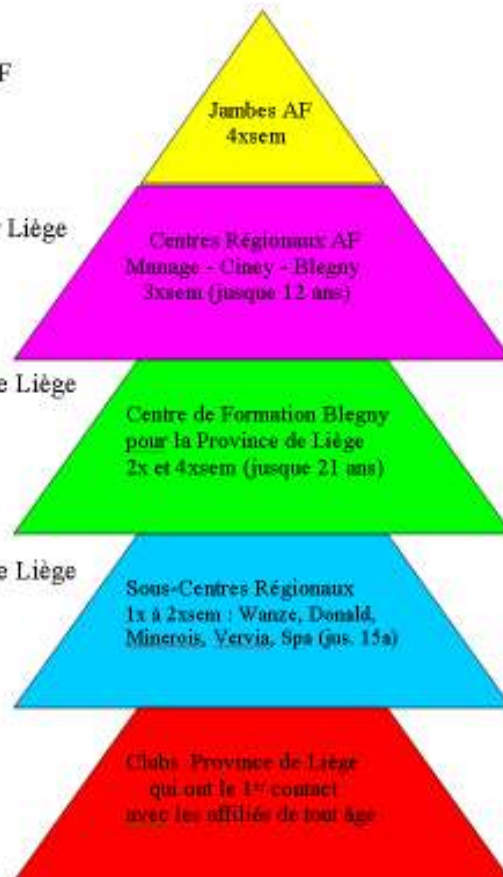 F
Jambes AF
4xsem
Liège
Centres Régionaux AF
Manage - Ciney - Blegny
3xsem (jusque 12 ans)
e Liège
Centre de Formation Blegny
pour la Province de Liège
2x et 4xsem (jusque 21 ans)
e Liège
Sous-Centres Régionaux
1x à 2xsem : Wanze, Donald,
Minerois, Vervia, Spa (jus. 15a)
Clubs Province de Liège
qui ont le 1er contact
avec les affiliés de tout âge